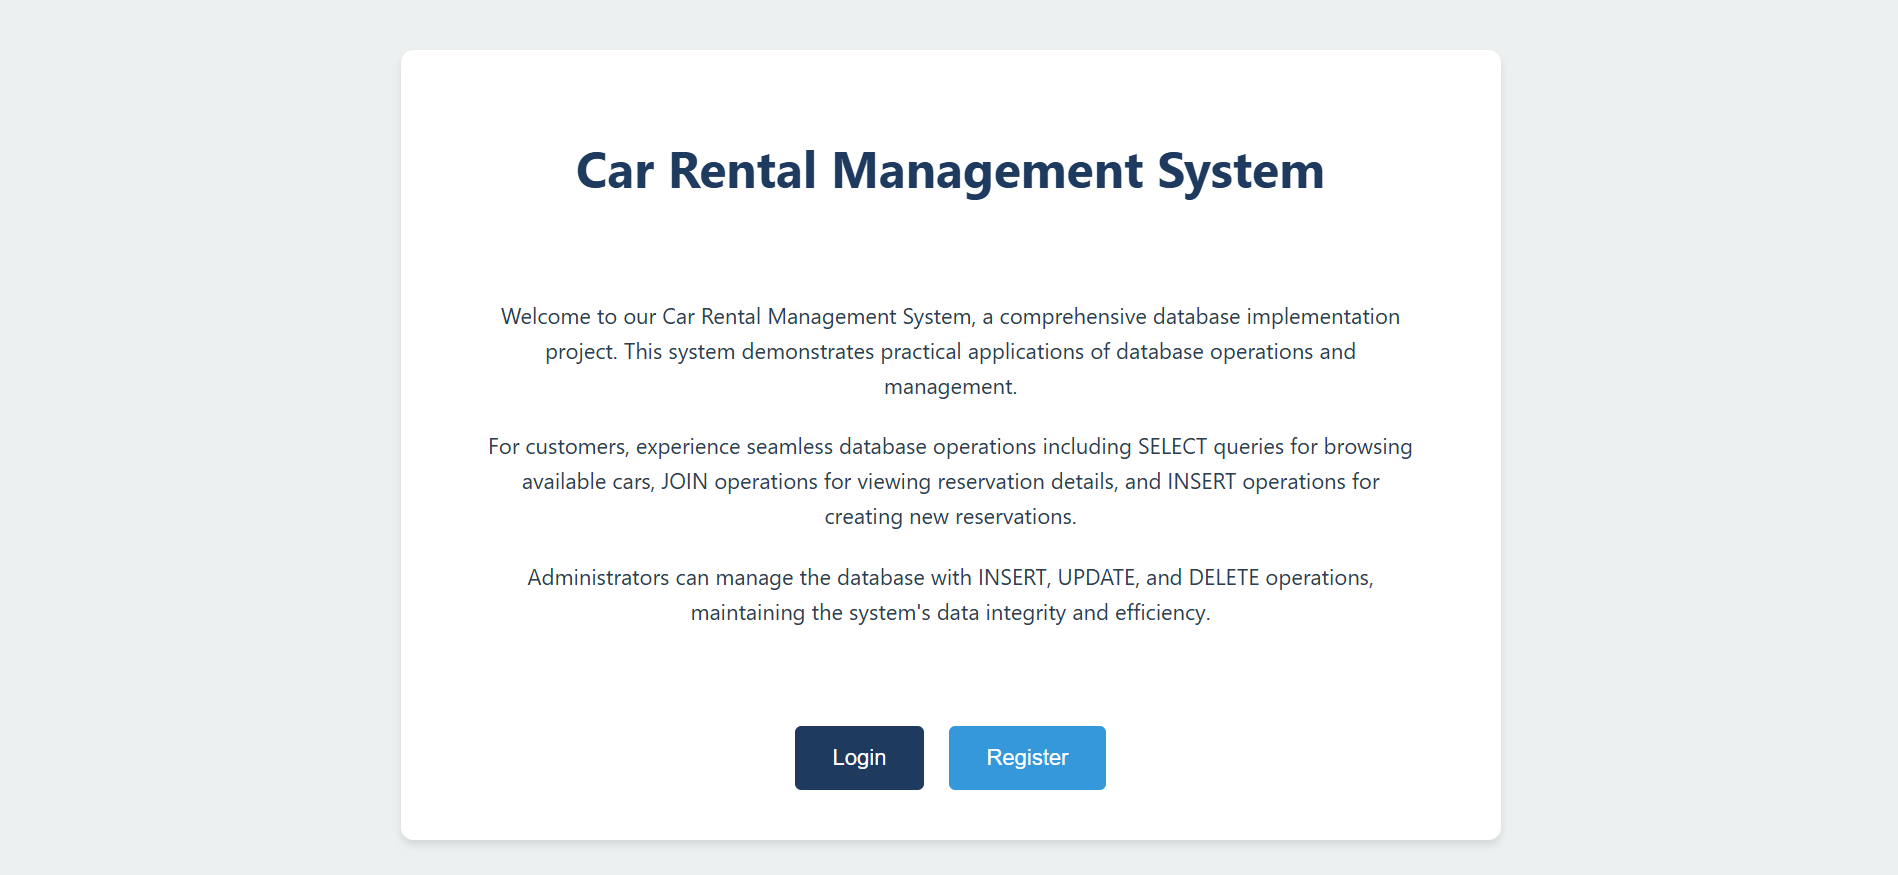 Car Rental Management System
Welcome to our Car Rental Management System, a comprehensive database implementation
project. This system demonstrates practical applications of database operations and
management.
For customers, experience seamless database operations including SELECT queries for browsing
available cars, JOIN operations for viewing reservation details, and INSERT operations for
creating new reservations.
Administrators can manage the database with INSERT, UPDATE, and DELETE operations,
maintaining the system's data integrity and efficiency.
Login
Register